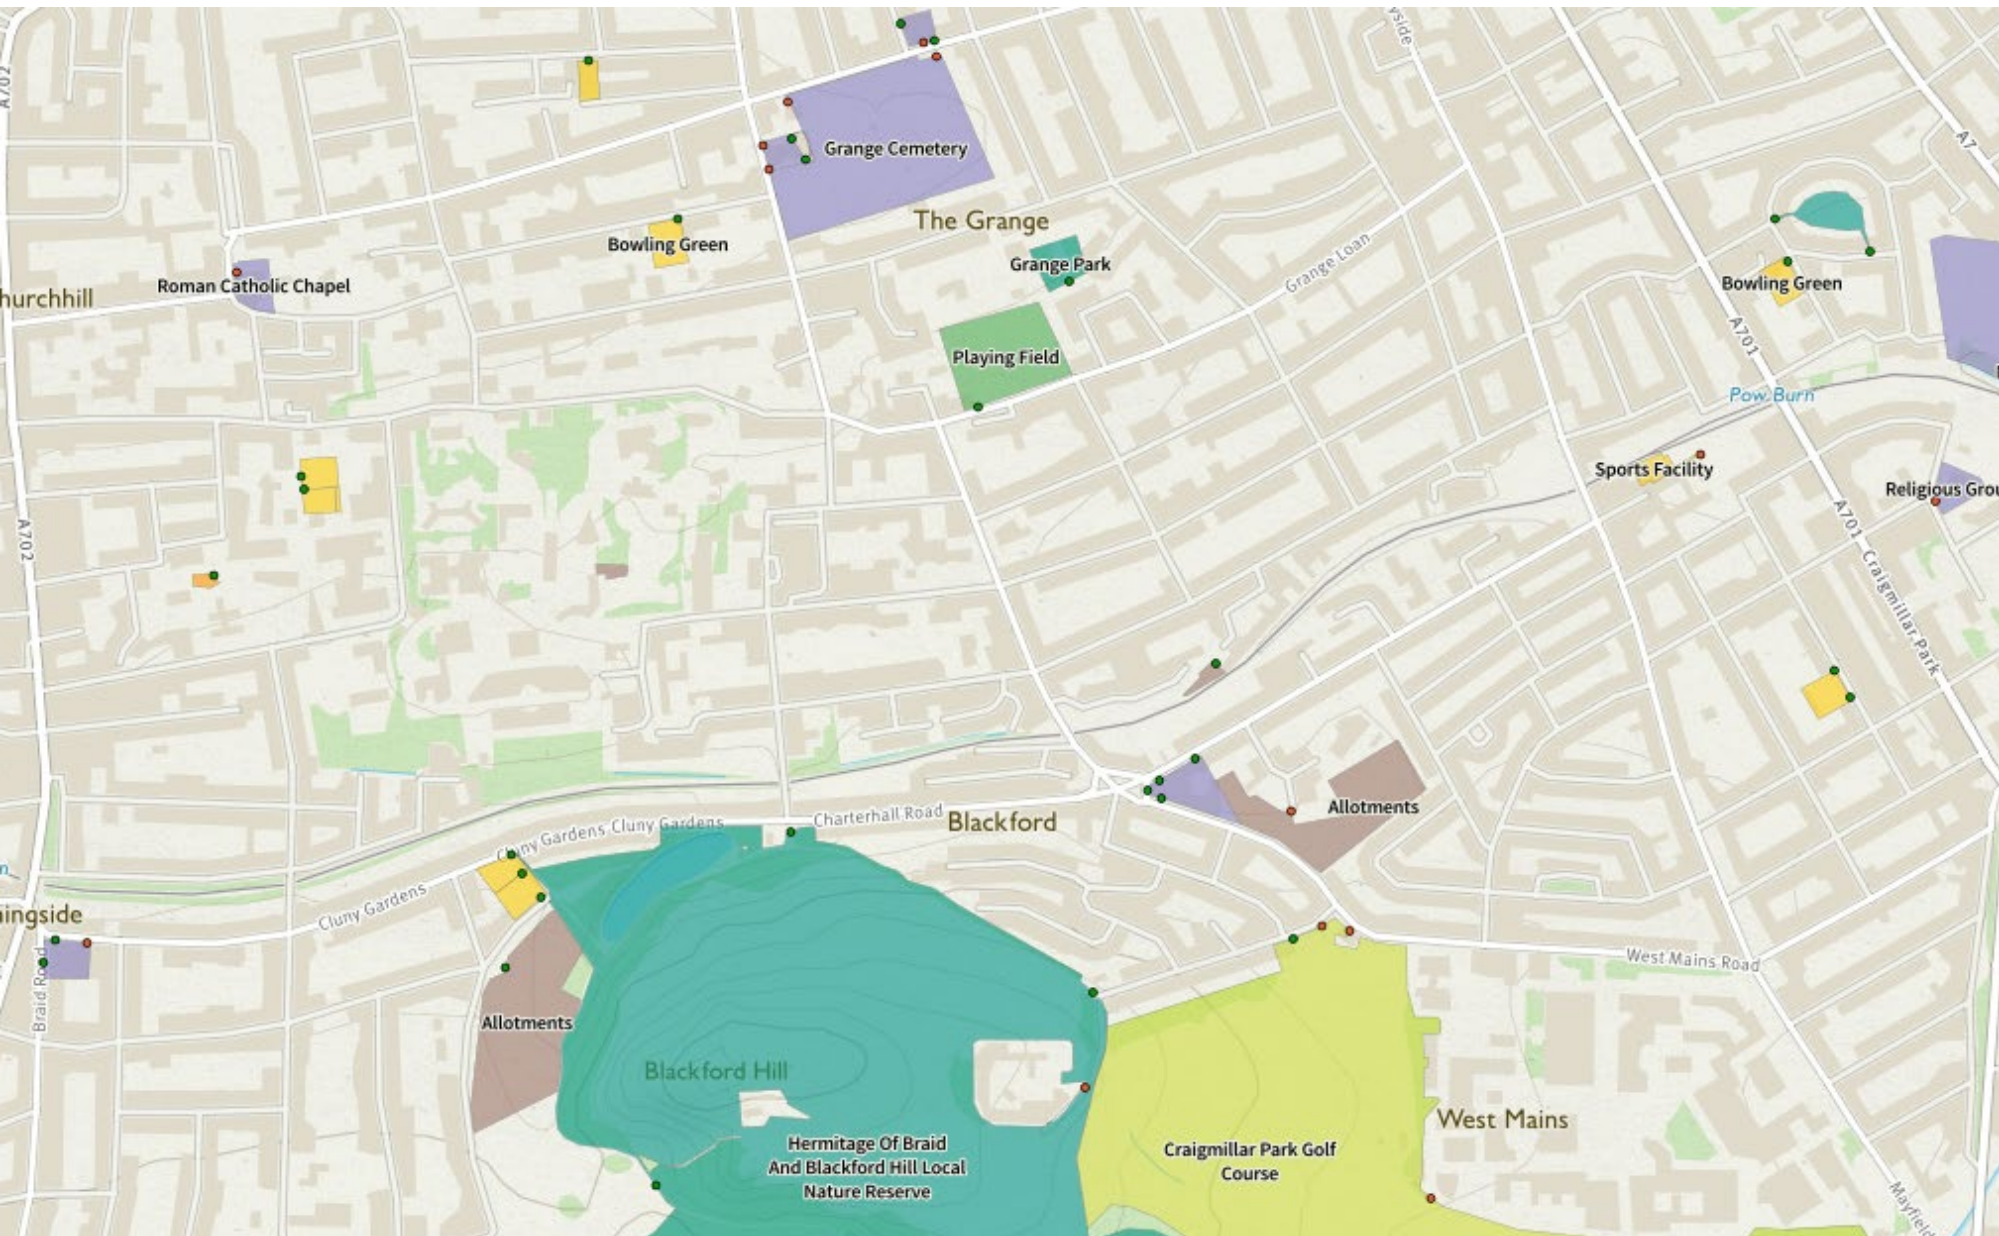 A702
yside
A7
Grange Cemetery
The Grange
Bowling Green
Grange Park
Grange Loan
Roman Catholic Chapel
hurchhill
Bowling Green
Playing Field
A701
Pow Burn
Sports Facility
Religious Grou
A702
A701
Craigmillar Park
Allotments
Charterhall Road
Blackford
Cluny Gardens
Cluny Gardens
Cluny Gardens
ingside
Braid Road
West Mains Road
Allotments
Blackford Hill
West Mains
Hermitage Of Braid
And Blackford Hill Local
Nature Reserve
Craigmillar Park Golf
Course
Mayfield